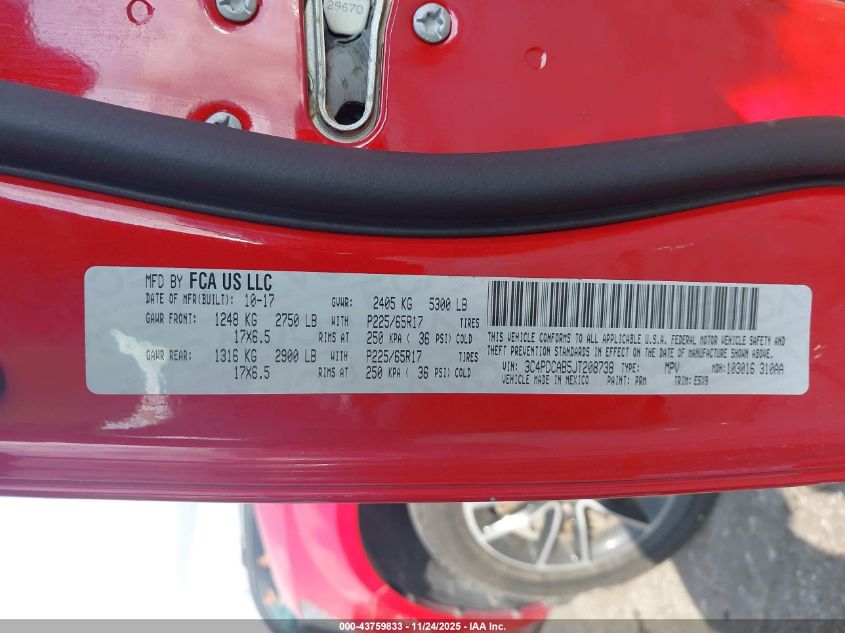 29670
MFD BY FCA US LLC
DATE OF MFR(BUILT): 10-17 GVWR: 2405 KG 5300 LB
GAWR FRONT: 1248 KG 2750 LB WITH P225/65R17 TIRES
17X6.5 RIMS AT 250 KPA ( 36 PSI) COLD
GAWR REAR: 1316 KG 2900 LB WITH P225/65R17 TIRES
17X6.5 RIMS AT 250 KPA ( 36 PSI) COLD
THIS VEHICLE CONFORMS TO ALL APPLICABLE U.S.A. FEDERAL MOTOR VEHICLE SAFETY AND
THEFT PREVENTION STANDARDS IN EFFECT ON THE DATE OF MANUFACTURE SHOWN ABOVE.
VIN: 3C4PDCAB5JT208738 TYPE: MPV MDH: 103016 310AA
VEHICLE MADE IN MEXICO PAINT: PRM TRIM: E5X9
000-43759833 - 11/24/2025 - IAA Inc.